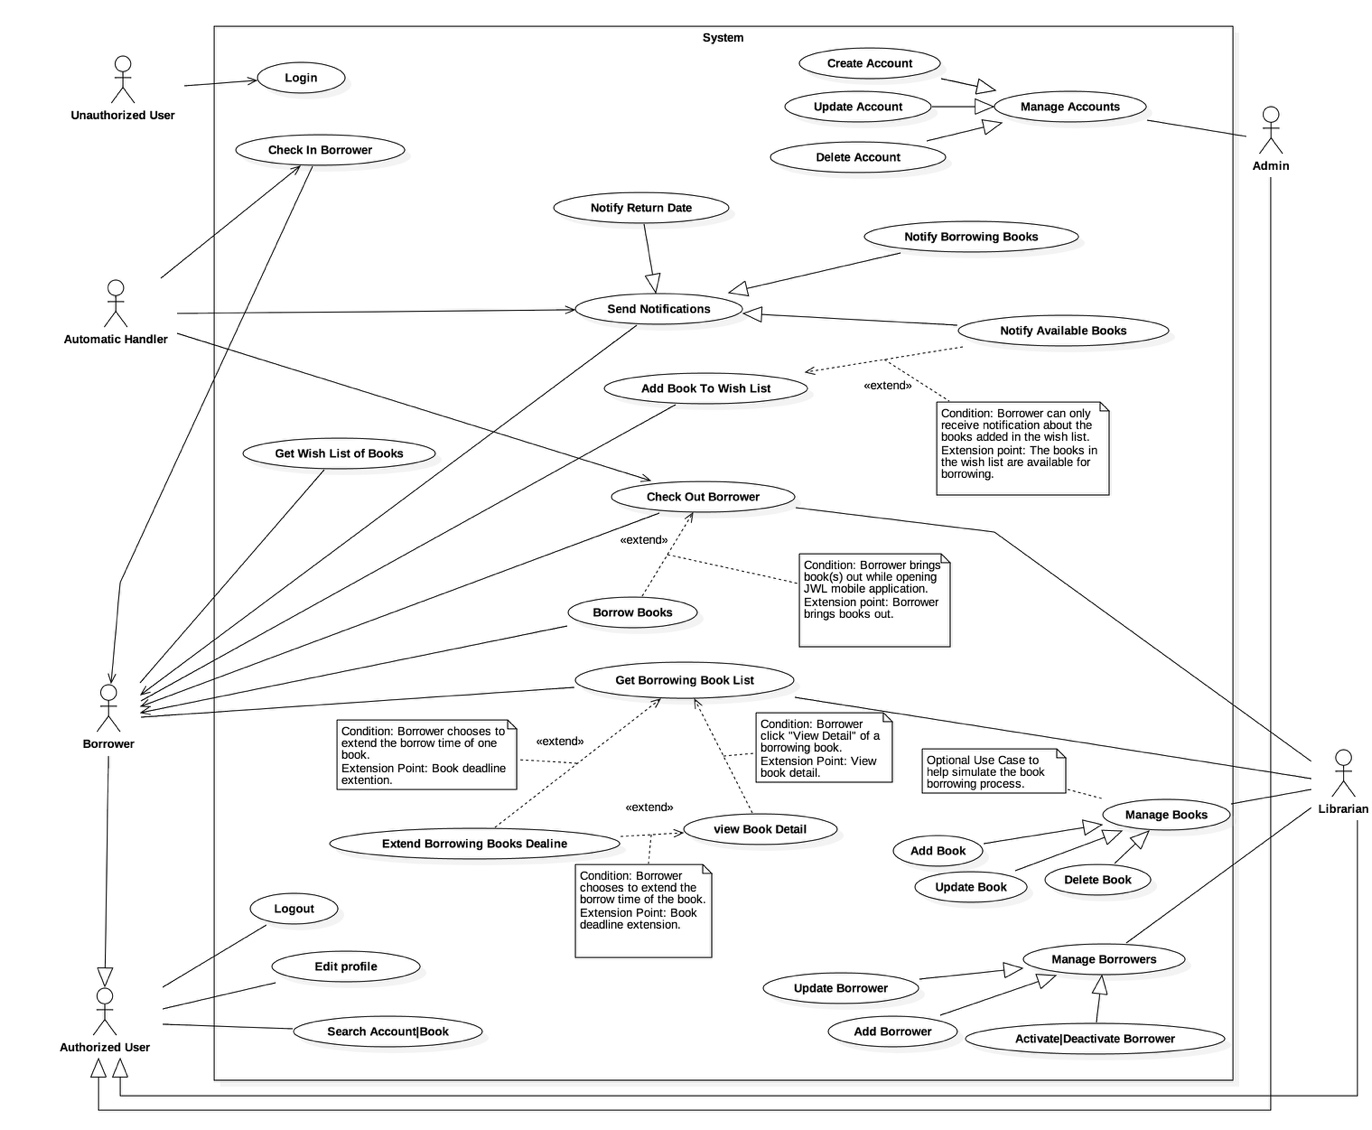 System
Create Account
Login
Update Account
Manage Accounts
Unauthorized User
Check In Borrower
Delete Account
Admin
Notify Return Date
Notify Borrowing Books
Send Notifications
Automatic Handler
Notify Available Books
Add Book To Wish List
«extend»
Condition: Borrower can only
receive notification about the
books added in the wish list.
Extension point: The books in
the wish list are available for
borrowing.
Get Wish List of Books
Check Out Borrower
«extend»
Condition: Borrower brings
book(s) out while opening
JWL mobile application.
Extension point: Borrower
brings books out.
Borrow Books
Get Borrowing Book List
Borrower
Condition: Borrower chooses to
extend the borrow time of one
book.
Extension Point: Book deadline
extention.
«extend»
Condition: Borrower
click "View Detail" of a
borrowing book.
Extension Point: View
book detail.
Optional Use Case to
help simulate the book
borrowing process.
Librarian
«extend»
Manage Books
view Book Detail
Extend Borrowing Books Dealine
Add Book
Update Book
Delete Book
Condition: Borrower
chooses to extend the
borrow time of the book.
Extension Point: Book
deadline extension.
Logout
Edit profile
Manage Borrowers
Update Borrower
Search Account|Book
Add Borrower
Activate|Deactivate Borrower
Authorized User